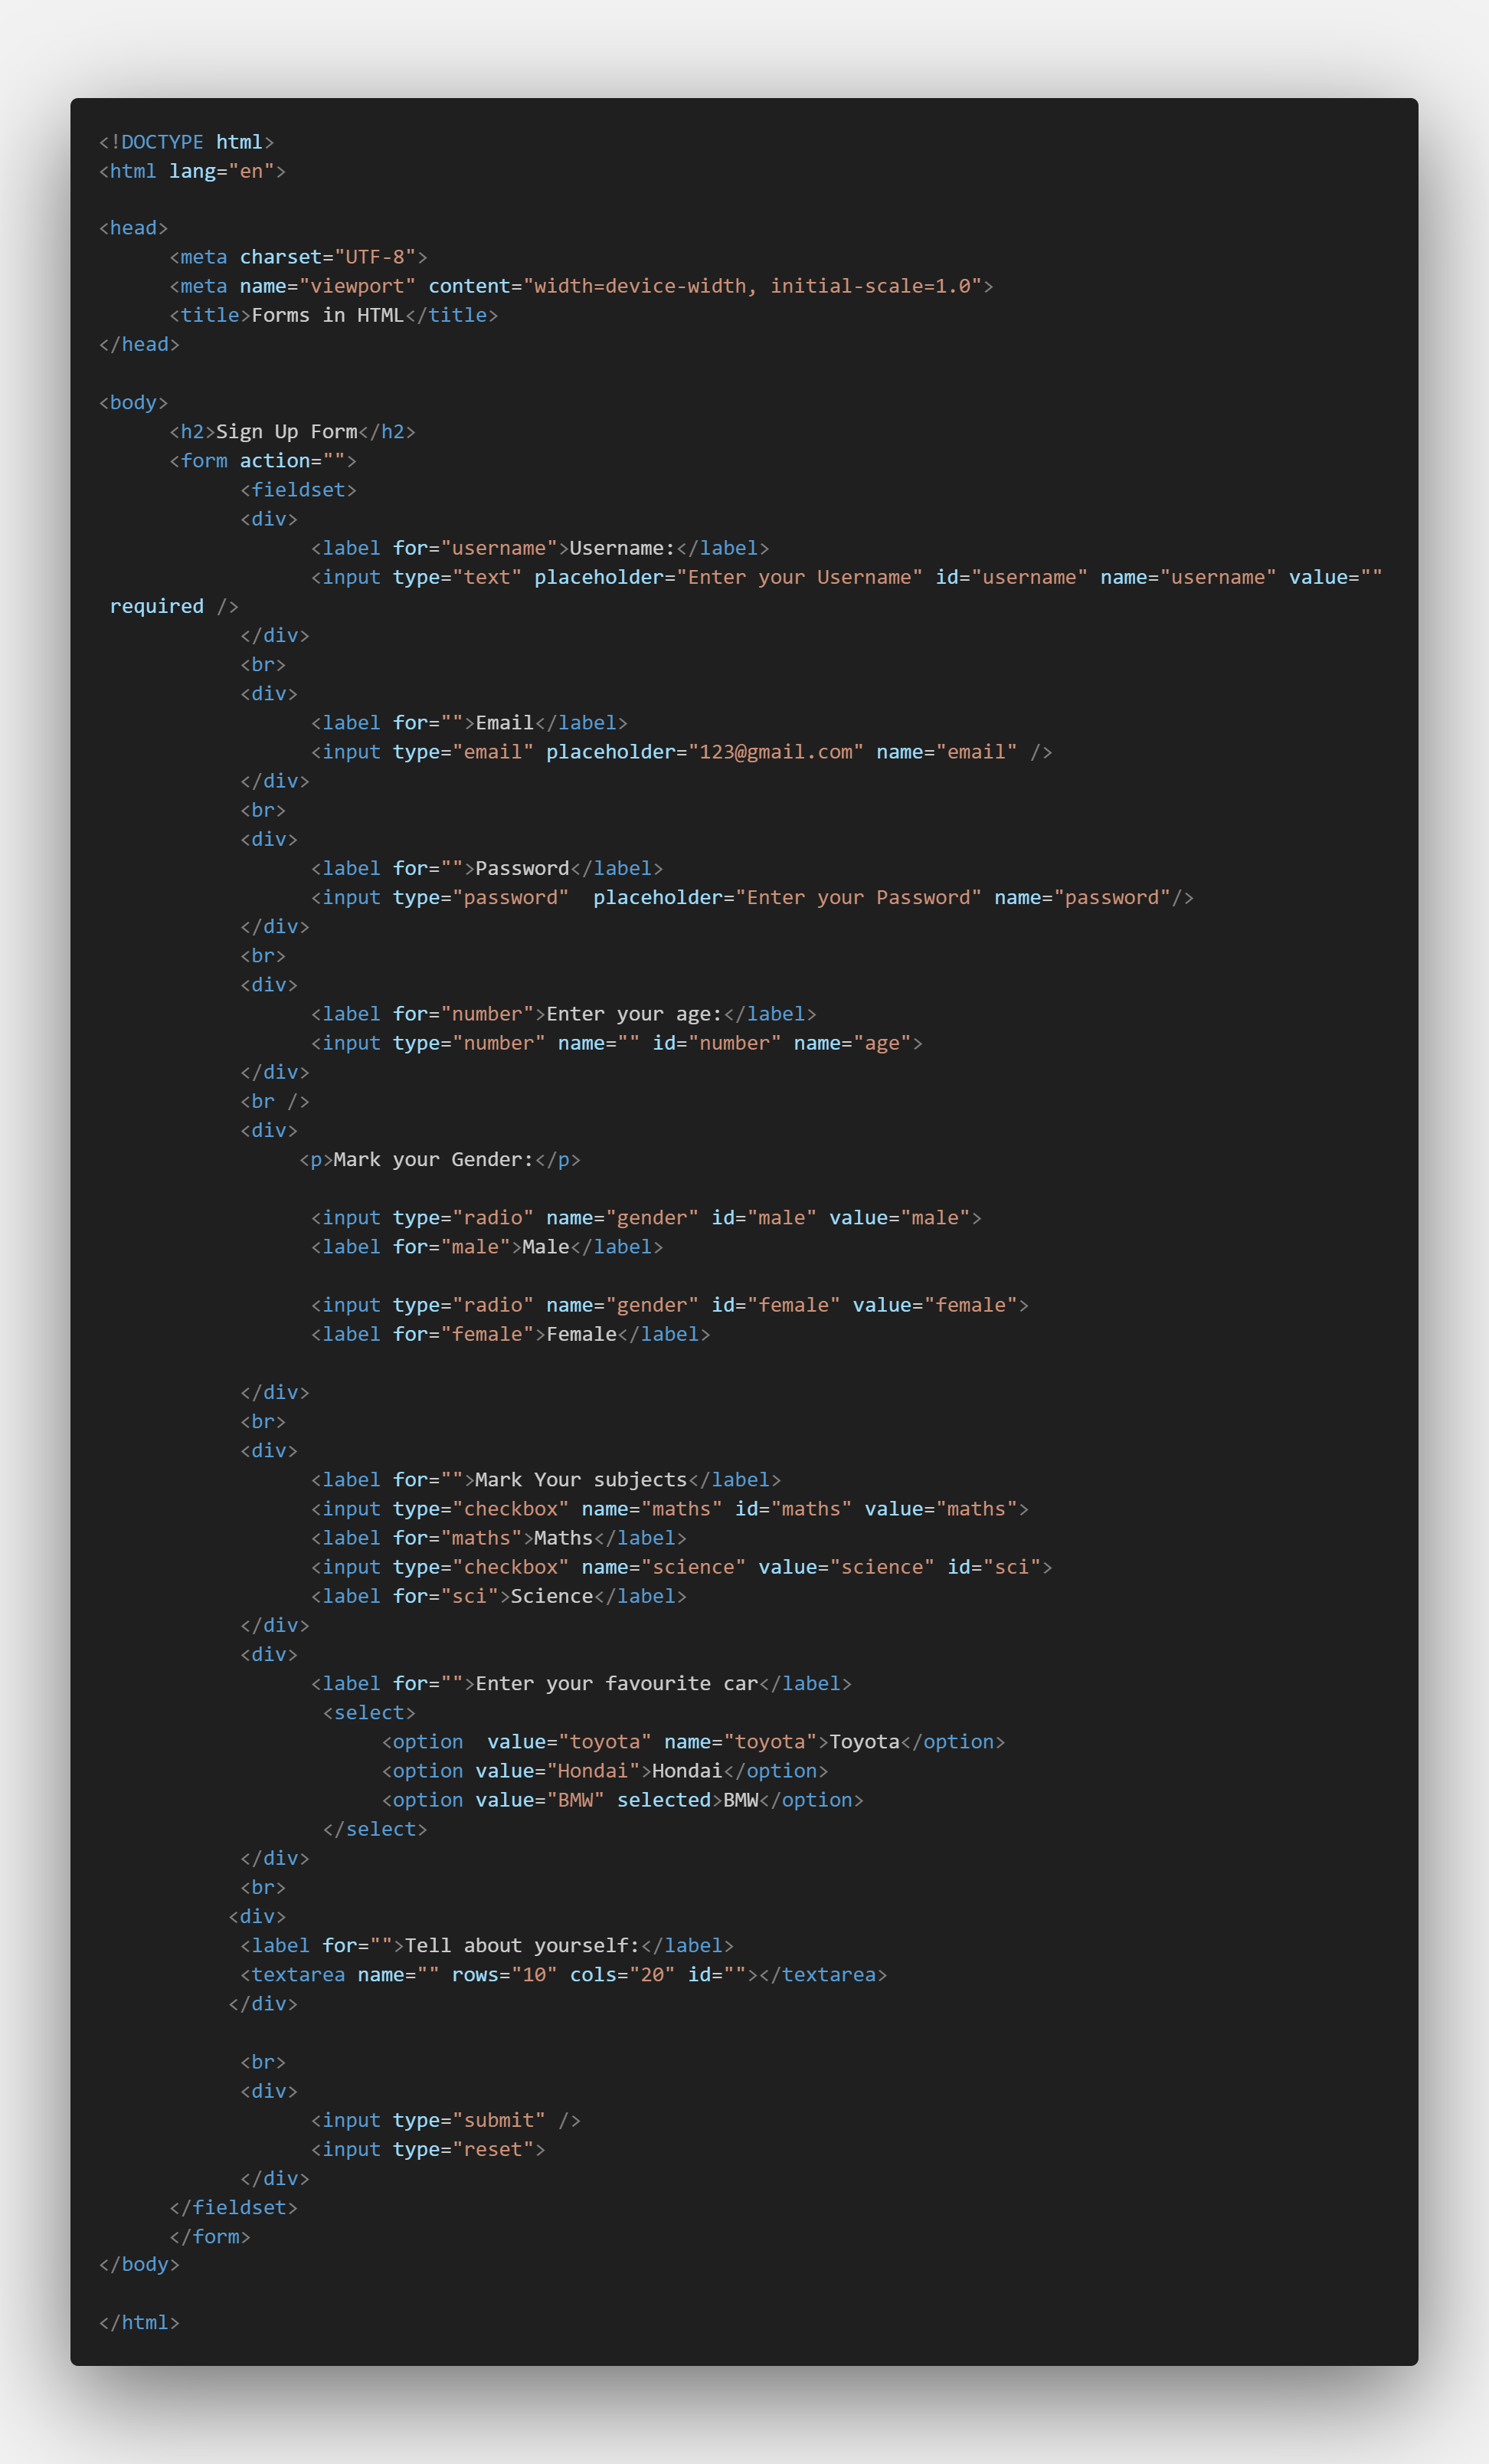 <!DOCTYPE html>
<html lang="en">

<head>
      <meta charset="UTF-8">
      <meta name="viewport" content="width=device-width, initial-scale=1.0">
      <title>Forms in HTML</title>
</head>

<body>
      <h2>Sign Up Form</h2>
      <form action="">
            <fieldset>
            <div>
                  <label for="username">Username:</label>
                  <input type="text" placeholder="Enter your Username" id="username" name="username" value=""
 required />
            </div>
            <br>
            <div>
                  <label for="">Email</label>
                  <input type="email" placeholder="123@gmail.com" name="email" />
            </div>
            <br>
            <div>
                  <label for="">Password</label>
                  <input type="password"  placeholder="Enter your Password" name="password"/>
            </div>
            <br>
            <div>
                  <label for="number">Enter your age:</label>
                  <input type="number" name="" id="number" name="age">
            </div>
            <br />
            <div>
                 <p>Mark your Gender:</p>

                  <input type="radio" name="gender" id="male" value="male">
                  <label for="male">Male</label>

                  <input type="radio" name="gender" id="female" value="female">
                  <label for="female">Female</label>

            </div>
            <br>
            <div>
                  <label for="">Mark Your subjects</label>
                  <input type="checkbox" name="maths" id="maths" value="maths">
                  <label for="maths">Maths</label>
                  <input type="checkbox" name="science" value="science" id="sci">
                  <label for="sci">Science</label>
            </div>
            <div>
                  <label for="">Enter your favourite car</label>
                   <select>
                        <option  value="toyota" name="toyota">Toyota</option>
                        <option value="Hondai">Hondai</option>
                        <option value="BMW" selected>BMW</option>
                   </select>
            </div>
            <br>
           <div>
            <label for="">Tell about yourself:</label>
            <textarea name="" rows="10" cols="20" id=""></textarea>
           </div>

            <br>
            <div>
                  <input type="submit" />
                  <input type="reset">
            </div>
      </fieldset>
      </form>
</body>

</html>